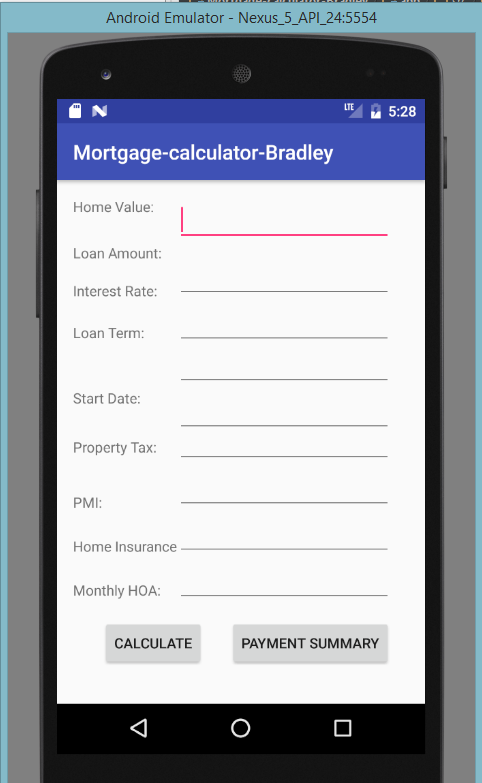 Android Emulator - Nexus_5_API_24:5554
LTE 5:28
Mortgage-calculator-Bradley
Home Value:
Loan Amount:
Interest Rate:
Loan Term:
Start Date:
Property Tax:
PMI:
Home Insurance
Monthly HOA:
CALCULATE PAYMENT SUMMARY